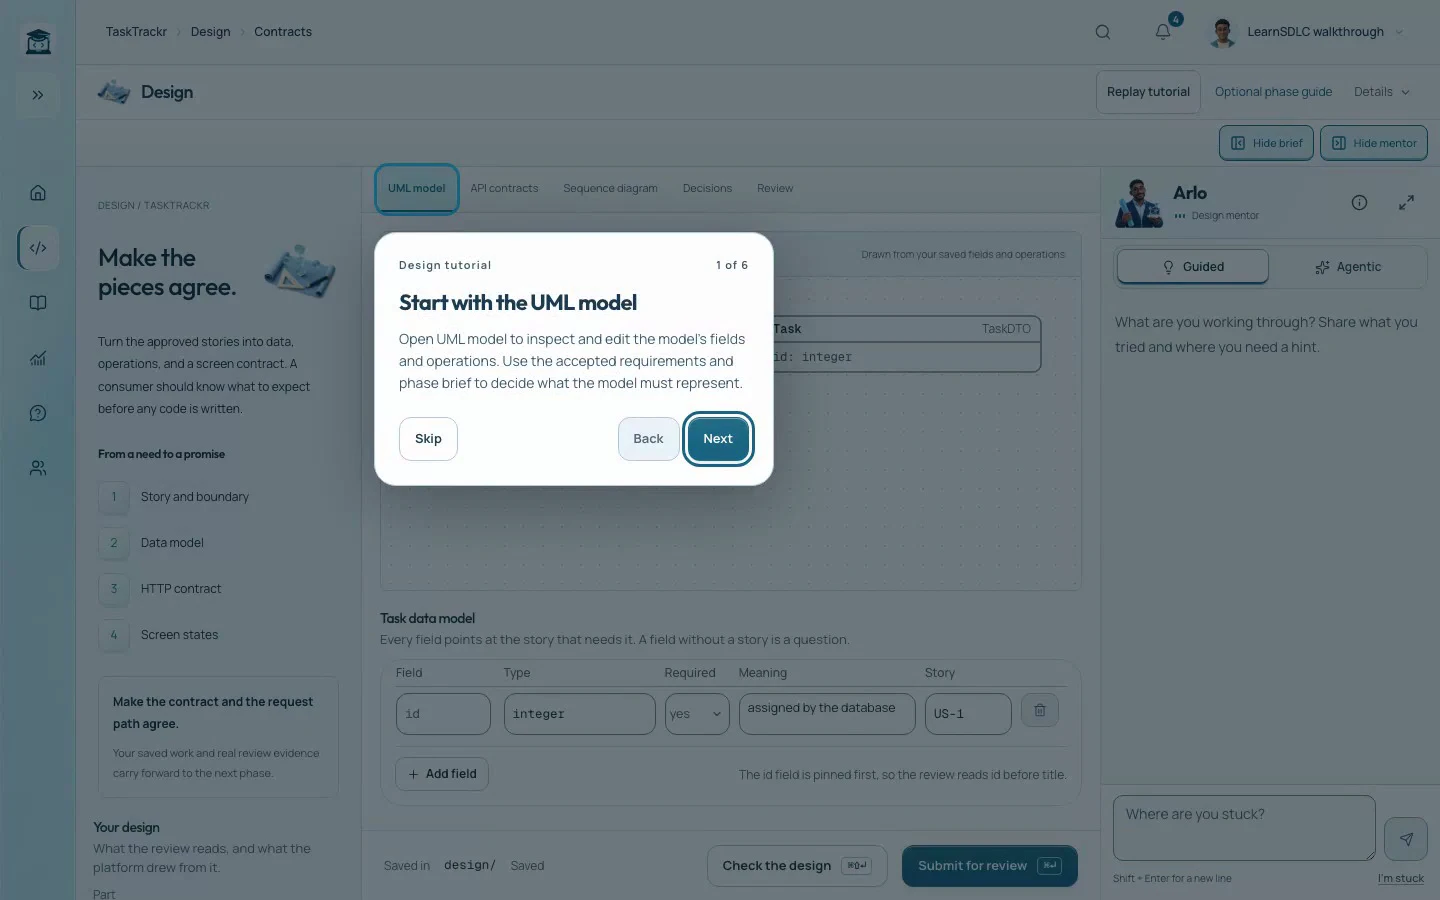 TaskTrackr
Design
Contracts
4
LearnSDLC walkthrough
Design
Replay tutorial
Optional phase guide
Details
Hide brief
Hide mentor
DESIGN / TASKTRACKR
Make the
pieces agree.
Turn the approved stories into data,
operations, and a screen contract. A
consumer should know what to expect
before any code is written.
From a need to a promise
1 Story and boundary
2 Data model
3 HTTP contract
4 Screen states
Make the contract and the request
path agree.
Your saved work and real review evidence
carry forward to the next phase.
Your design
What the review reads, and what the
platform drew from it.
Part
UML model
API contracts
Sequence diagram
Decisions
Review
Drawn from your saved fields and operations
Design tutorial
1 of 6
Start with the UML model
Open UML model to inspect and edit the model's fields
and operations. Use the accepted requirements and
phase brief to decide what the model must represent.
Skip
Back
Next
Task
TaskDTO
id: integer
Task data model
Every field points at the story that needs it. A field without a story is a question.
Field Type Required Meaning Story
id integer yes assigned by the database US-1
Add field
The id field is pinned first, so the review reads id before title.
Saved in design/ Saved
Check the design ⌘⇧↵
Submit for review ⌘↵
Arlo
Design mentor
Guided
Agentic
What are you working through? Share what you
tried and where you need a hint.
Where are you stuck?
Shift + Enter for a new line
I'm stuck